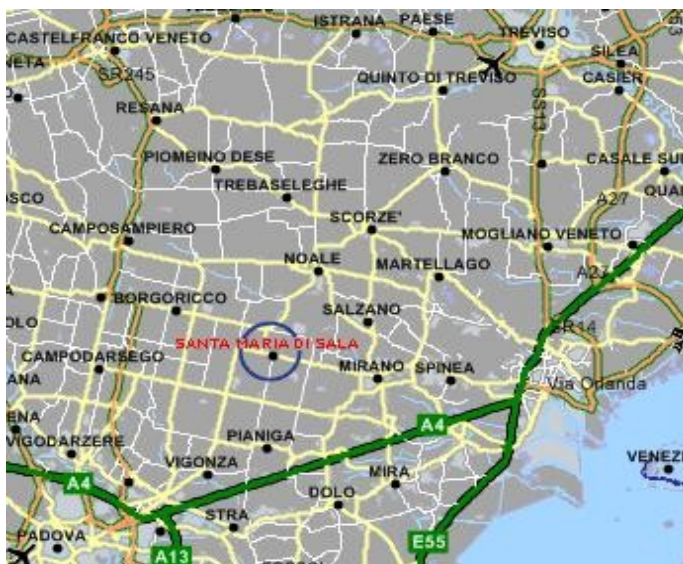 ISTRANA
PAESE
TREVISO
CASTELFRANCO VENETO
SILEA
SR245
QUINTO DI TREVISO
CASIER
RESANA
SS13
PIOMBINO DESE
ZERO BRANCO
CASALE SUL
TREBASELEGHE
A27
SCORZE'
CAMPOSAMPIERO
MOGLIANO VENETO
NOALE
MARTELLAGO
A27
BORGORICCO
SALZANO
SR14
SANTA MARIA DI SALA
CAMPODARSEGO
MIRANO
SPINEA
Via Orlanda
A4
PIANIGA
VIGODARZERE
VIGONZA
MIRA
VENEZI
A4
DOLO
STRA
PADOVA
A13
E55